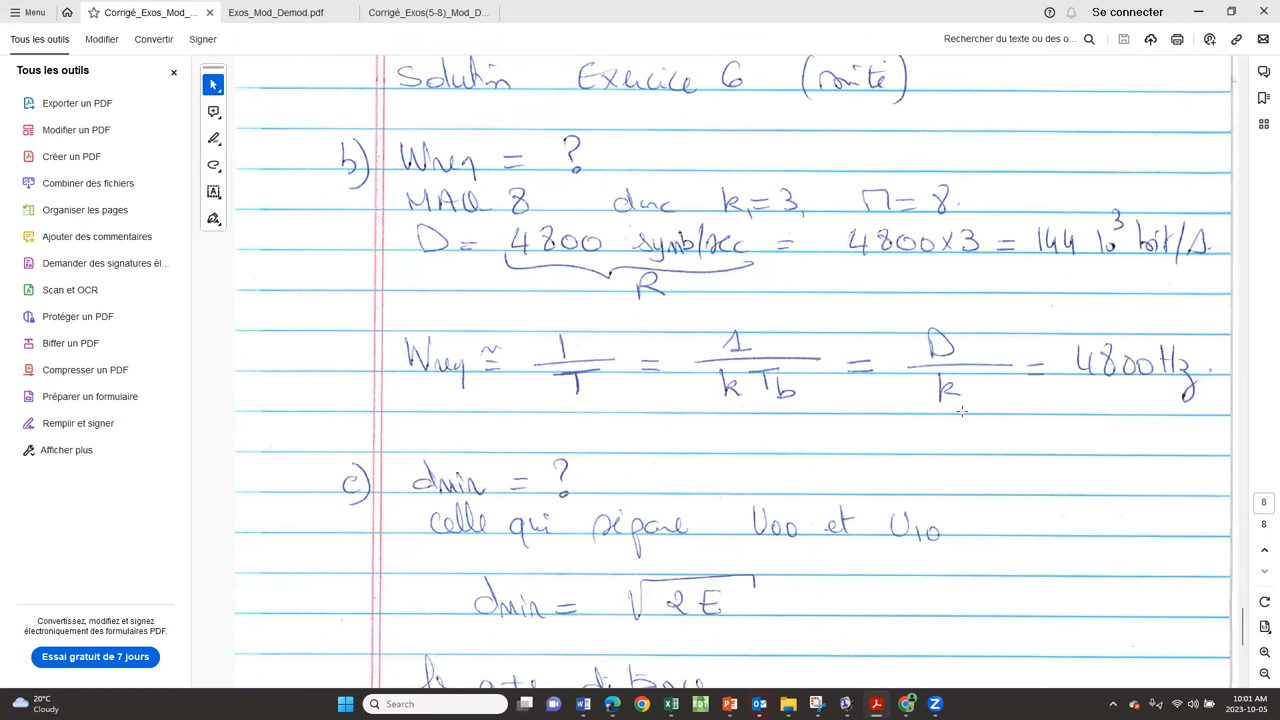 Menu
Corrigé_Exos_Mod_...
Exos_Mod_Demod.pdf
Corrigé_Exos(5-8)_Mod_D...
Se connecter
Tous les outils
Modifier
Convertir
Signer
Rechercher du texte ou des o...
Tous les outils
Exporter un PDF
Modifier un PDF
Créer un PDF
Combiner des fichiers
Organiser les pages
Ajouter des commentaires
Demander des signatures él...
Scan et OCR
Protéger un PDF
Biffer un PDF
Compresser un PDF
Préparer un formulaire
Remplir et signer
Afficher plus
Convertissez, modifiez et signez
électroniquement des formulaires PDF.
Essai gratuit de 7 jours
Solution Exercice 6 (suite)
b) Wreq = ?
MAQ 8 donc k = 3, M = 8.
D = 4800 symb/sec = 4800 x 3 = 144 10³ bit/s.
R
Wreq ≅ 1/T = 1/(k Tb) = D/k = 4800 Hz.
c) dmin = ?
celle qui sépare U00 et U10
dmin = √2E
distance
8
8
20°C
Cloudy
Search
10:01 AM
2023-10-05